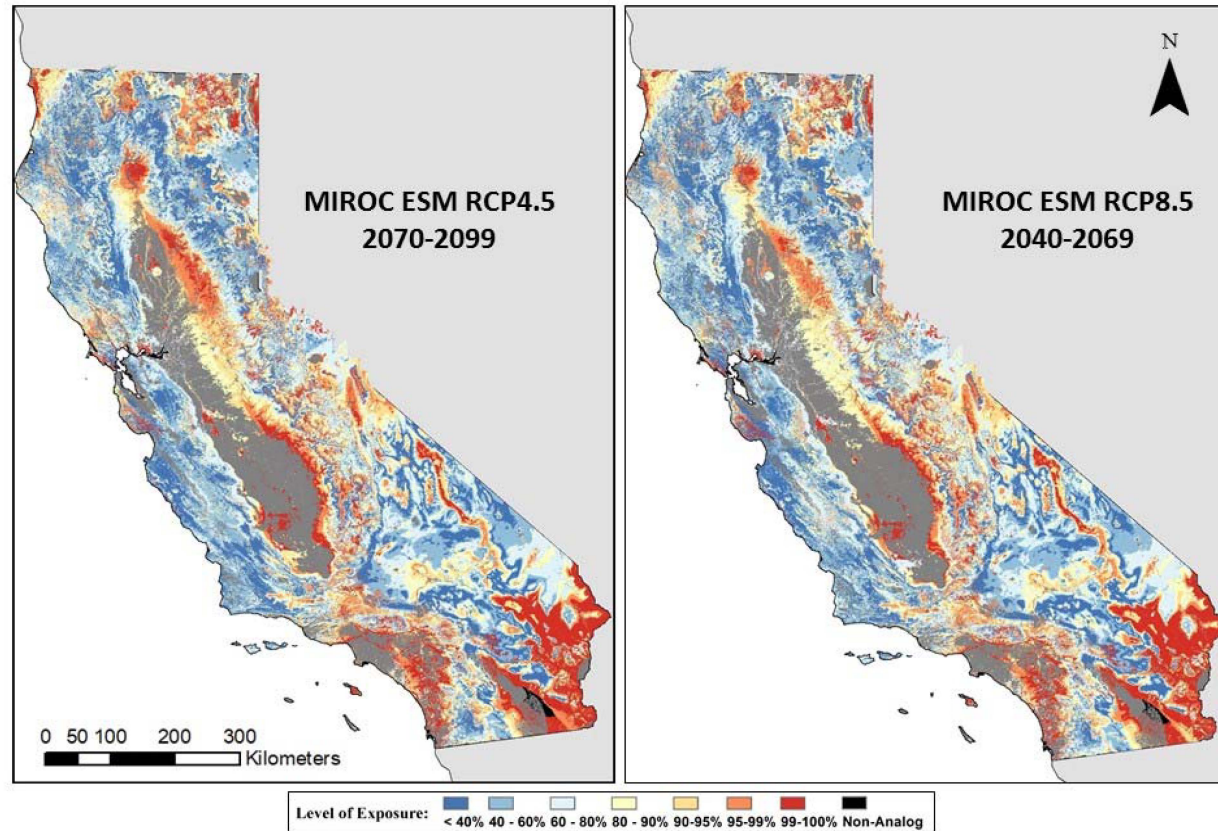 N
MIROC ESM RCP4.5
2070-2099
MIROC ESM RCP8.5
2040-2069
0 50 100 200 300
Kilometers
Level of Exposure: < 40% 40 - 60% 60 - 80% 80 - 90% 90-95% 95-99% 99-100% Non-Analog